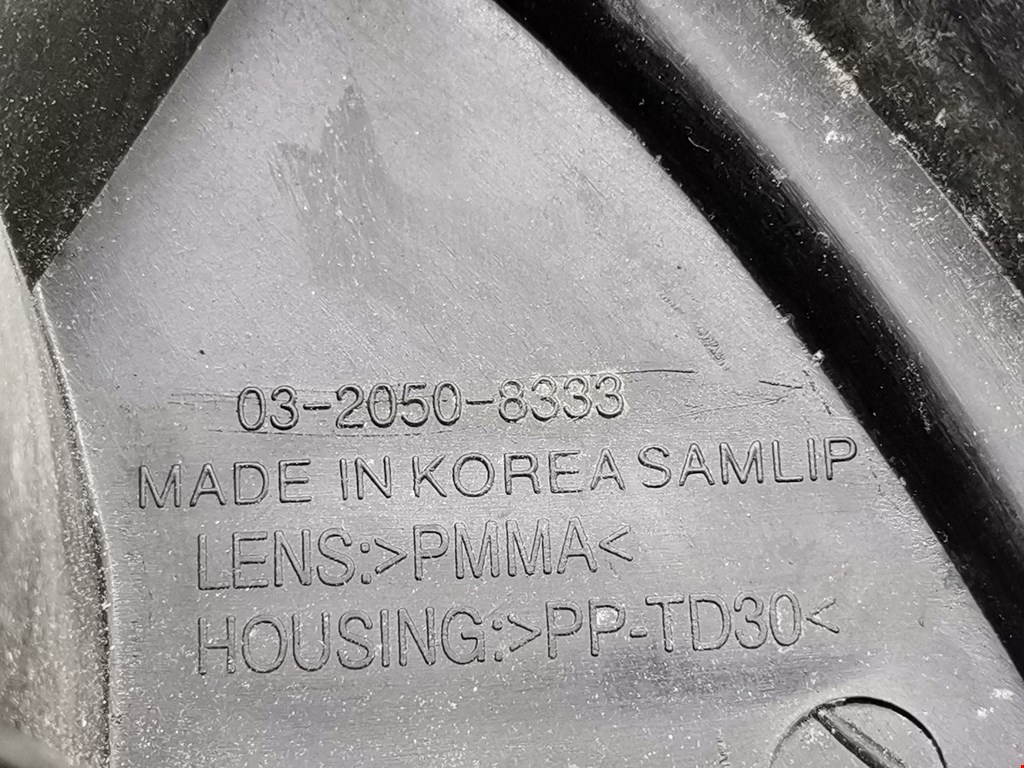 03-2050-8333
MADE IN KOREA SAMLIP
LENS:>PMMA<
HOUSING:>PP-TD30<